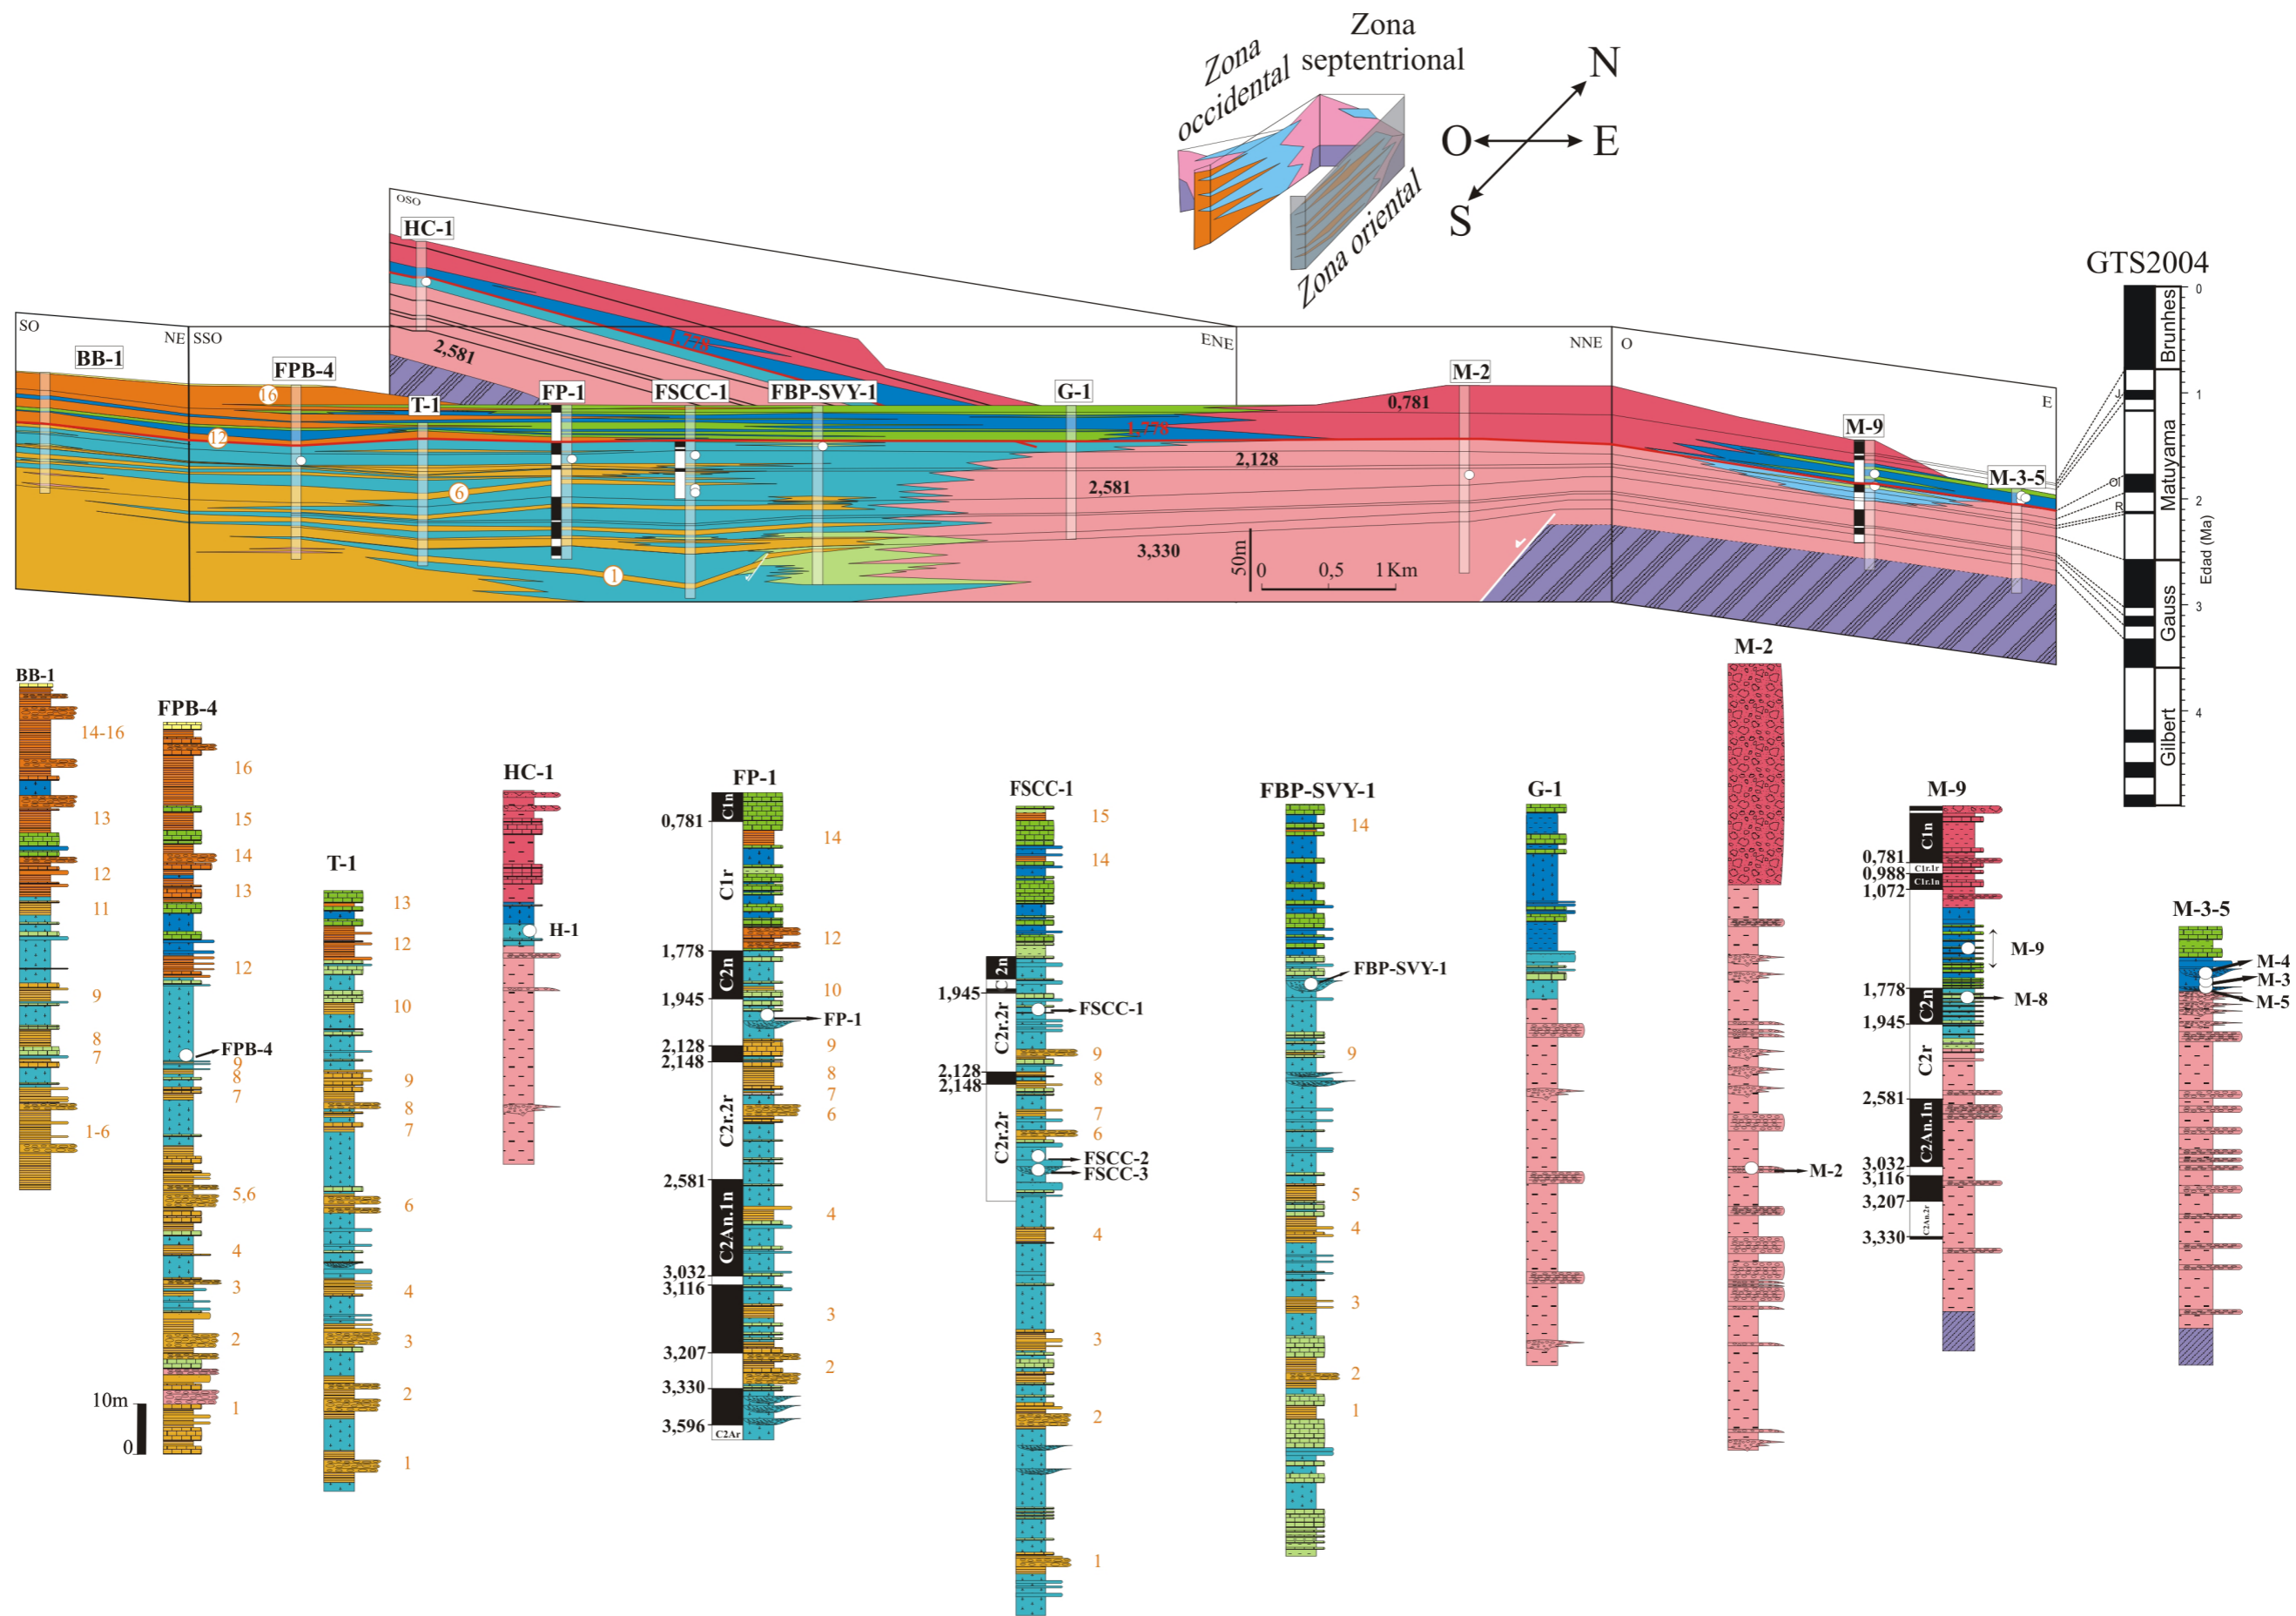 Zona
septentrional
Zona
occidental
Zona oriental
N
O
E
S
GTS2004
OSO
HC-1
SO
NE
SSO
ENE
NNE
O
E
BB-1
FPB-4
T-1
FP-1
FSCC-1
FBP-SVY-1
G-1
M-2
M-9
M-3-5
2,581
1,778
1,778
0,781
2,128
2,581
3,330
16
12
6
1
50m
0
0,5
1 Km
J
Ol
R
0
1
2
3
4
Edad (Ma)
Brunhes
Matuyama
Gauss
Gilbert
BB-1
14-16
13
12
11
9
8
7
1-6
FPB-4
16
15
14
13
12
FPB-4
9
8
7
5,6
4
3
2
1
10m
0
T-1
13
12
10
9
8
7
6
4
3
2
1
HC-1
H-1
FP-1
C1n
0,781
C1r
1,778
C2n
1,945
2,128
2,148
C2r.2r
2,581
C2An.1n
3,032
3,116
3,207
3,330
3,596
C2Ar
14
12
10
FP-1
9
8
7
6
4
3
2
FSCC-1
C2n
1,945
C2r.2r
2,128
2,148
C2r.2r
15
14
FSCC-1
9
8
7
6
FSCC-2
FSCC-3
4
3
2
1
FBP-SVY-1
14
FBP-SVY-1
9
5
4
3
2
1
G-1
M-2
M-2
M-9
C1n
0,781
C1r.1r
0,988
C1r.1n
1,072
1,778
C2n
1,945
C2r
2,581
C2An.1n
3,032
3,116
3,207
C2An.2r
3,330
M-9
M-8
M-3-5
M-4
M-3
M-5